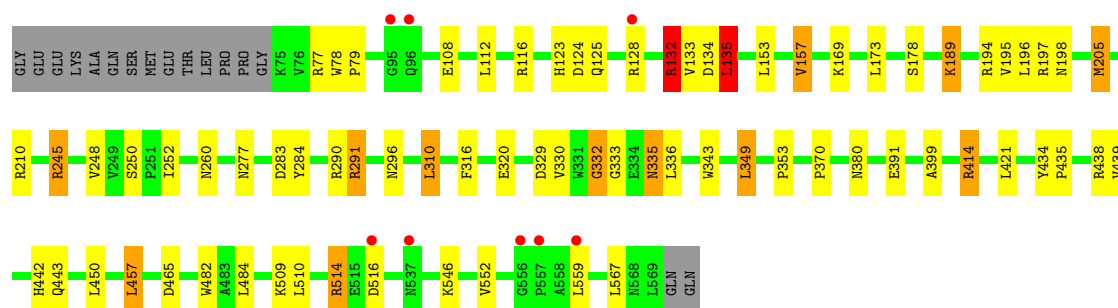 GLY GLU GLU LYS ALA GLN SER MET GLU THR LEU PRO PRO GLY K75 V76 R77 W78 P79 G95 Q96 E108 L112 R116 H123 D124 Q125 R128 R132 V133 D134 L135 L153 V157 K169 L173 S178 K189 R194 V195 L196 R197 N198 M205
R210 R245 V248 V249 S250 P251 I252 N260 N277 D283 Y284 R290 R291 N296 L310 F316 E320 D329 V330 W331 G332 G333 E334 N335 L336 W343 L349 P353 P370 N380 E391 A399 R414 L421 Y434 P435 R438 V439
H442 Q443 L450 L457 D465 W482 A483 L484 K509 L510 R514 E515 D516 N537 K546 V552 G556 P557 A558 L559 L567 N568 L569 GLN GLN